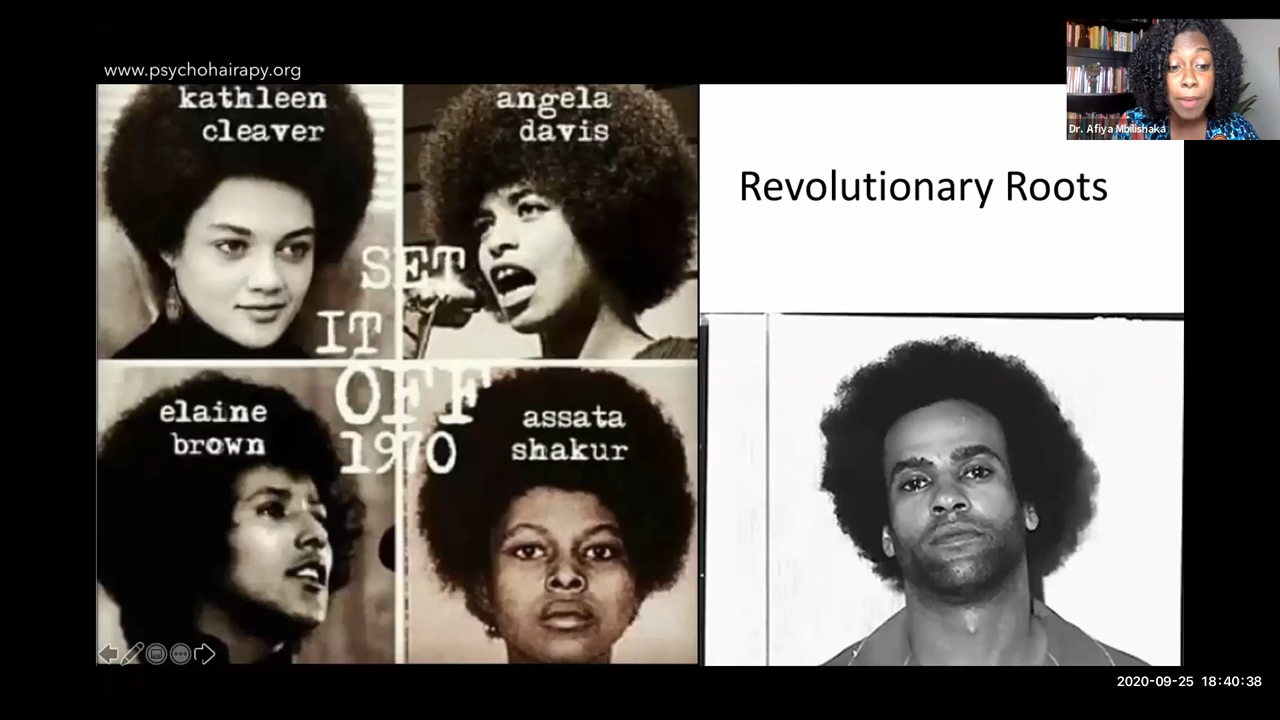 www.psychohairapy.org
kathleen
cleaver
angela
davis
SET
IT
OFF
1970
elaine
brown
assata
shakur
Revolutionary Roots
Dr. Afiya Mbilishaka
2020-09-25 18:40:38